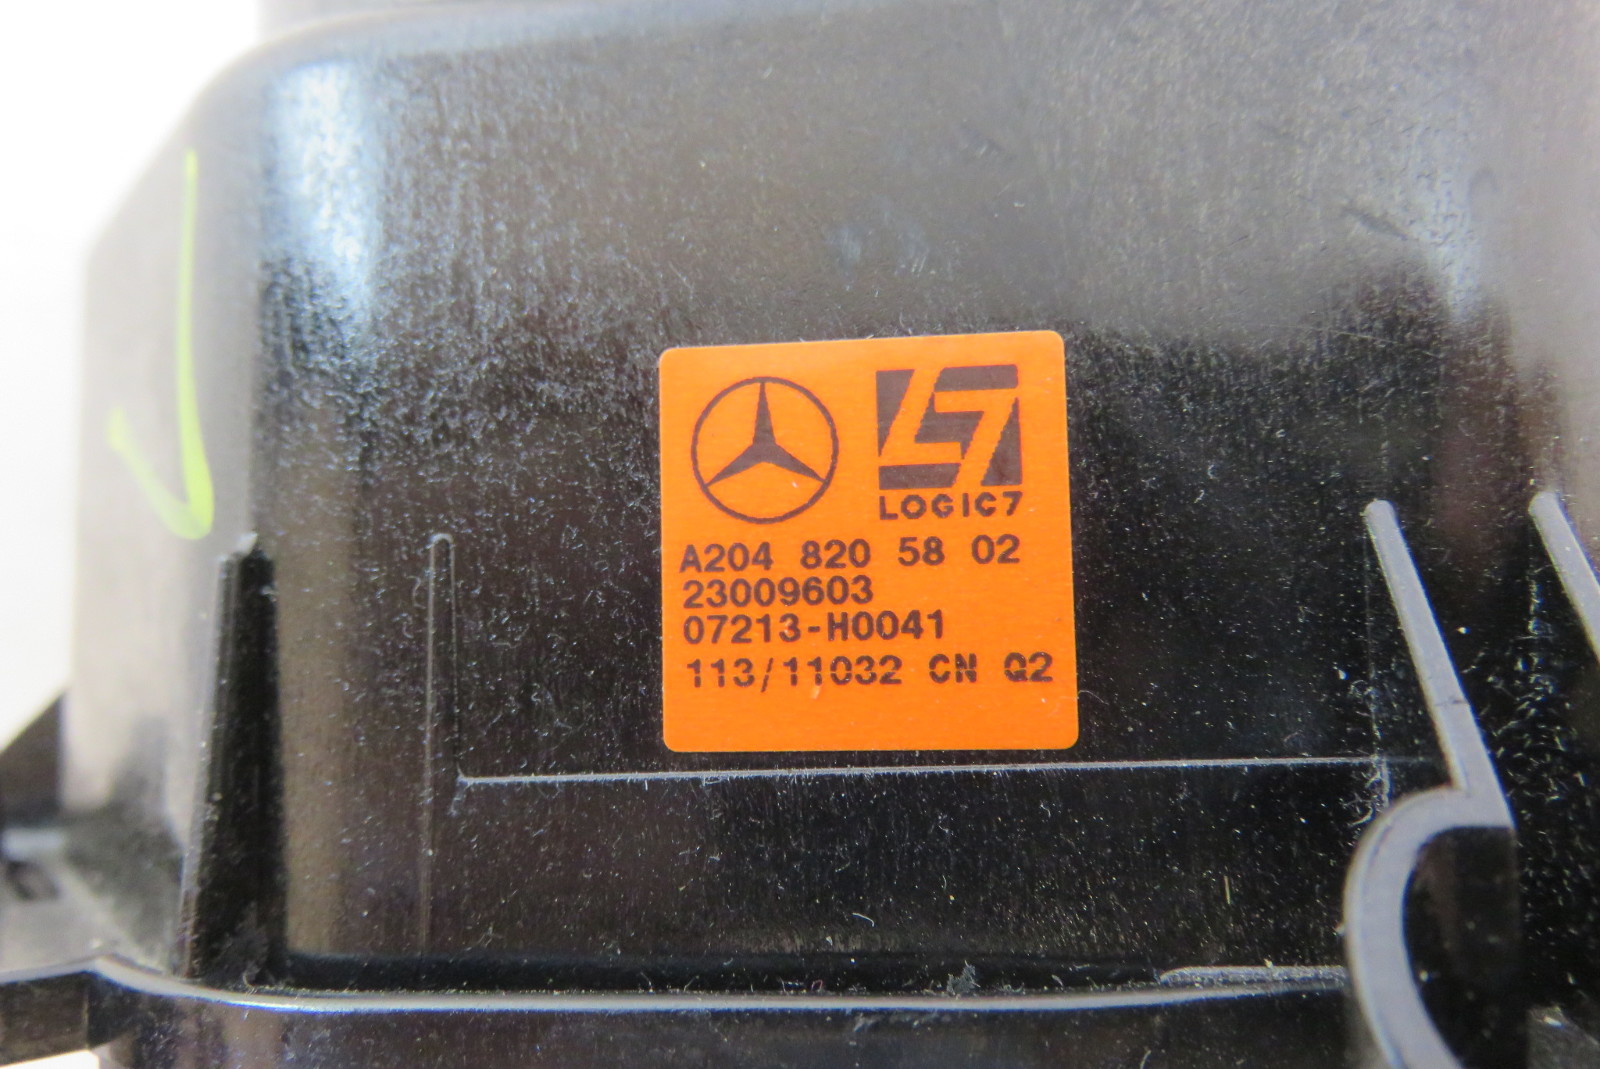 LOGIC7
A204 820 58 02
23009603
07213-H0041
113/11032 CN Q2